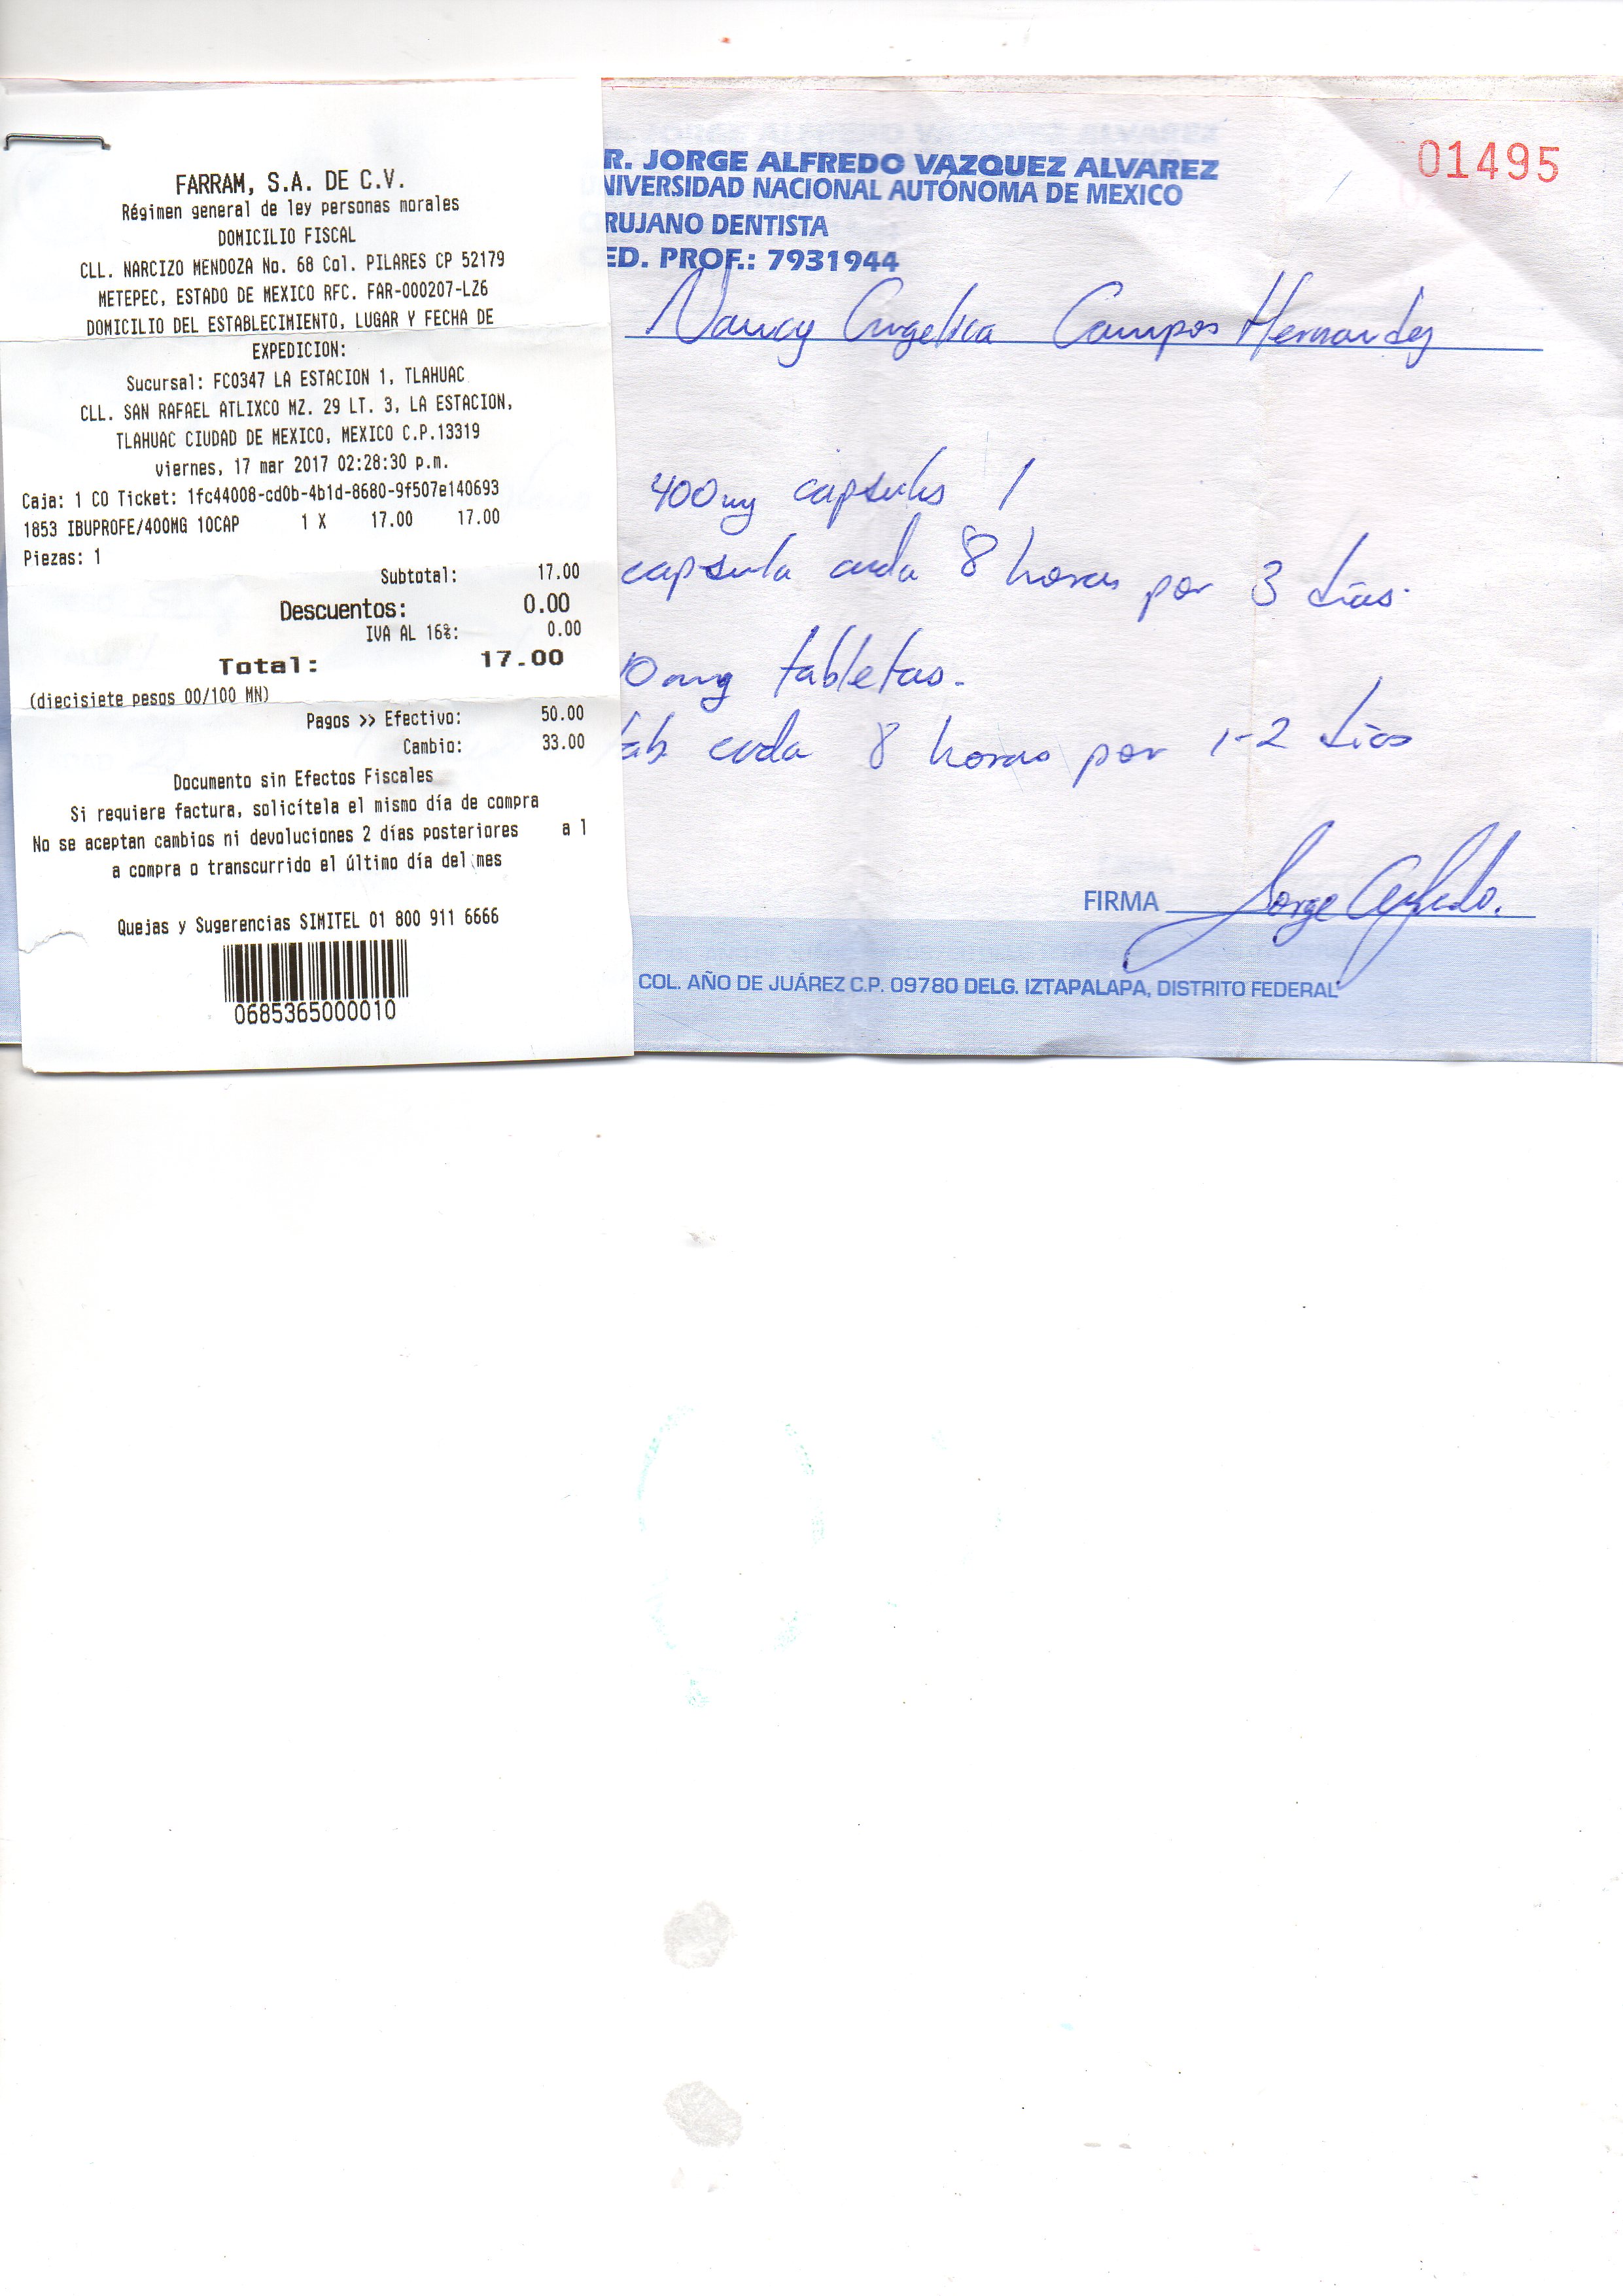 FARRAM, S.A. DE C.V.
Régimen general de ley personas morales
DOMICILIO FISCAL
CLL. NARCIZO MENDOZA No. 68 Col. PILARES CP 52179
METEPEC, ESTADO DE MEXICO RFC. FAR-000207-LZ6
DOMICILIO DEL ESTABLECIMIENTO, LUGAR Y FECHA DE
EXPEDICION:
Sucursal: FC0347 LA ESTACION 1, TLAHUAC
CLL. SAN RAFAEL ATLIXCO MZ. 29 LT. 3, LA ESTACION,
TLAHUAC CIUDAD DE MEXICO, MEXICO C.P.13319
viernes, 17 mar 2017 02:28:30 p.m.
Caja: 1 CO Ticket: 1fc44008-cd0b-4b1d-8680-9f507e140693
1853 IBUPROFE/400MG 10CAP 1 X 17.00 17.00
Piezas: 1
Subtotal: 17.00
Descuentos: 0.00
IVA AL 16%: 0.00
Total: 17.00
(diecisiete pesos 00/100 MN)
Pagos >> Efectivo: 50.00
Cambio: 33.00
Documento sin Efectos Fiscales
Si requiere factura, solicítela el mismo día de compra
No se aceptan cambios ni devoluciones 2 días posteriores a l
a compra o transcurrido el último día del mes
Quejas y Sugerencias SIMITEL 01 800 911 6666
0685365000010
R. JORGE ALFREDO VAZQUEZ ALVAREZ
NIVERSIDAD NACIONAL AUTÓNOMA DE MEXICO
RUJANO DENTISTA
ED. PROF.: 7931944
01495
Nancy Angelica Campos Hernandez
400mg capsulas 1
capsula cada 8 horas por 3 días.
10mg tabletas.
tab. cada 8 horas por 1-2 días
FIRMA Jorge Alfredo.
COL. AÑO DE JUÁREZ C.P. 09780 DELG. IZTAPALAPA, DISTRITO FEDERAL